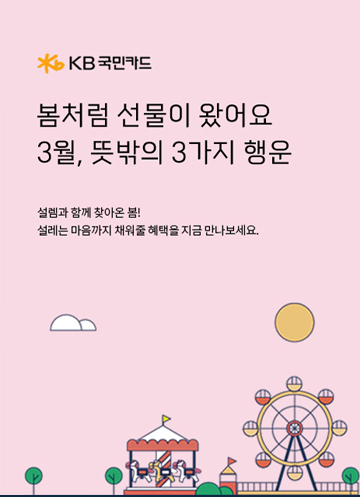 KB 국민카드
봄처럼 선물이 왔어요
3월, 뜻밖의 3가지 행운
설렘과 함께 찾아온 봄!
설레는 마음까지 채워줄 혜택을 지금 만나보세요.